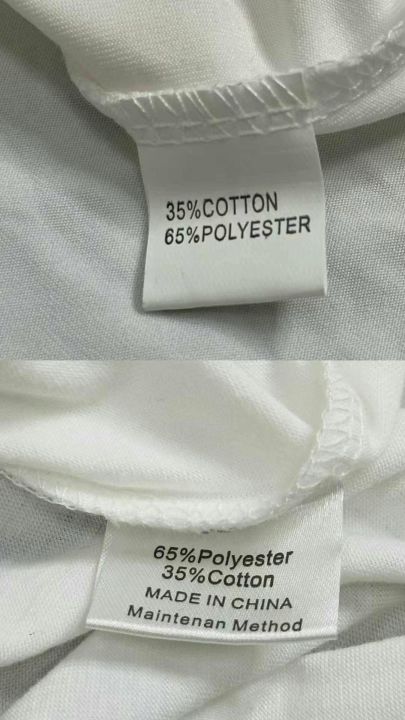 35%COTTON
65%POLYESTER
65%Polyester
35%Cotton
MADE IN CHINA
Maintenan Method